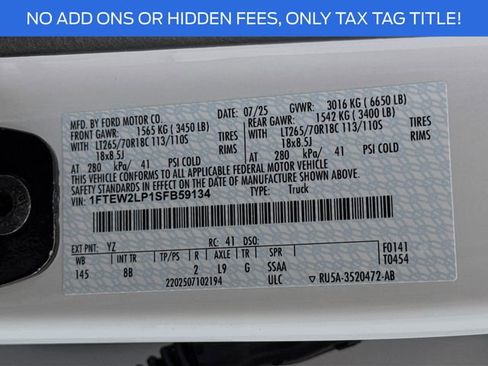 NO ADD ONS OR HIDDEN FEES, ONLY TAX TAG TITLE!
MFD. BY FORD MOTOR CO.
DATE: 07/25 GVWR: 3016 KG ( 6650 LB)
FRONT GAWR: 1565 KG ( 3450 LB) REAR GAWR: 1542 KG ( 3400 LB)
WITH LT265/70R18C 113/110S WITH LT265/70R18C 113/110S
18x8.5J 18x8.5J
AT 280 kPa/ 41 PSI COLD AT 280 kPa/ 41 PSI COLD
THIS VEHICLE CONFORMS TO ALL APPLICABLE FEDERAL MOTOR VEHICLE
SAFETY STANDARDS IN EFFECT ON THE DATE OF MANUFACTURE SHOWN ABOVE.
VIN: 1FTEW2LP1SFB59134
TYPE: Truck
EXT PNT: YZ RC: 41 DSO: F0141
WB INT TR TP/PS R AXLE TR SPR T0454
145 8B 2 L9 G SSAA
2202507102194 ULC RU5A-3520472-AB